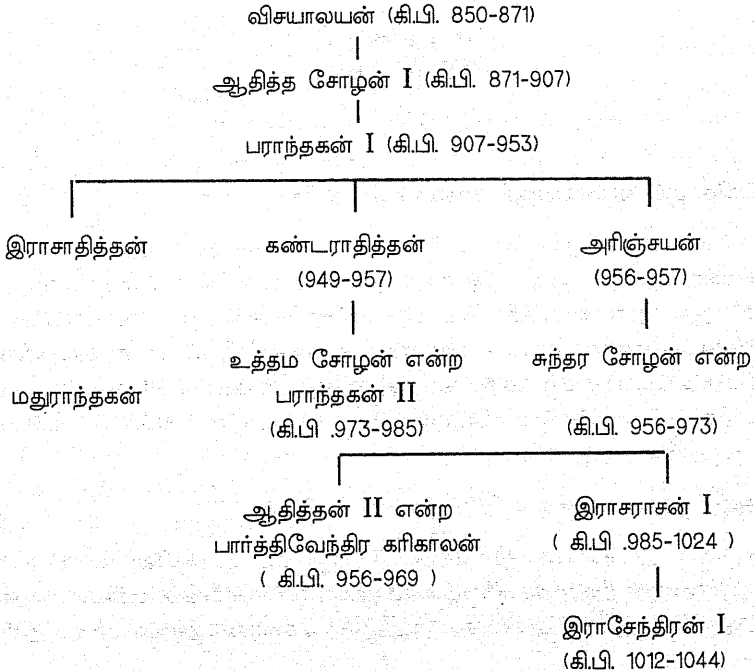 விசயாலயன் (கி.பி. 850-871)
ஆதித்த சோழன் I (கி.பி. 871-907)
பராந்தகன் I (கி.பி. 907-953)
இராசாதித்தன் கண்டராதித்தன் அரிஞ்சயன்
(949-957) (956-957)
உத்தம சோழன் என்ற சுந்தர சோழன் என்ற
மதுராந்தகன் பராந்தகன் II
(கி.பி .973-985) (கி.பி. 956-973)
ஆதித்தன் II என்ற இராசராசன் I
பார்த்திவேந்திர கரிகாலன் ( கி.பி .985-1024 )
( கி.பி. 956-969 )
இராசேந்திரன் I
(கி.பி. 1012-1044)